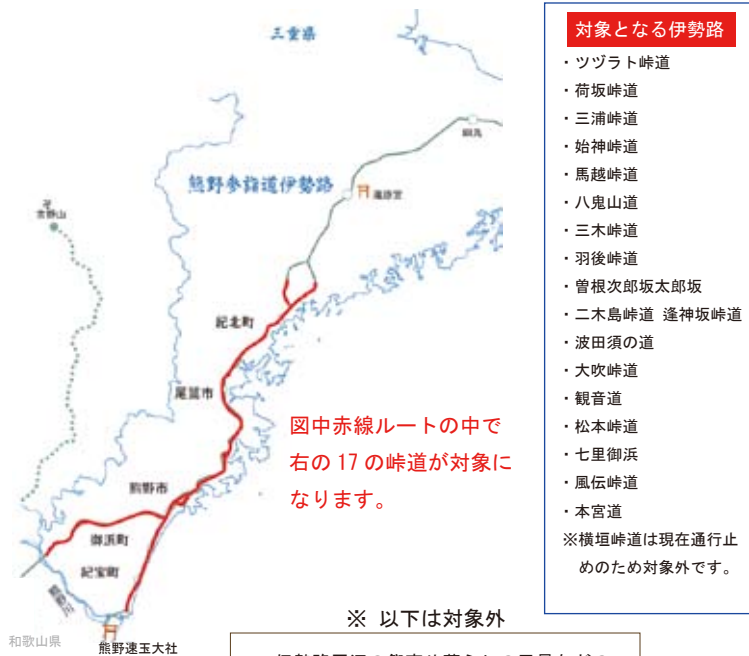 三重県
熊野参詣道伊勢路
紀北町
尾鷲市
熊野市
御浜町
紀宝町
熊野川
和歌山県
熊野速玉大社
図中赤線ルートの中で
右の 17 の峠道が対象に
なります。
対象となる伊勢路
・ツヅラト峠道
・荷坂峠道
・三浦峠道
・始神峠道
・馬越峠道
・八鬼山道
・三木峠道
・羽後峠道
・曽根次郎坂太郎坂
・二木島峠道 逢神坂峠道
・波田須の道
・大吹峠道
・観音道
・松本峠道
・七里御浜
・風伝峠道
・本宮道
※横垣峠道は現在通行止
めのため対象外です。
※ 以下は対象外